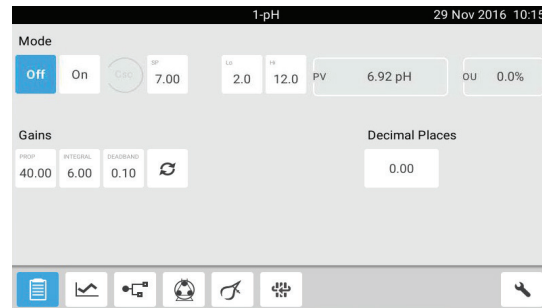 1-pH 29 Nov 2016 10:15
Mode
Off On Csc SP 7.00 Lo 2.0 Hi 12.0 PV 6.92 pH OU 0.0%
Gains Decimal Places
PROP 40.00 INTEGRAL 6.00 DEADBAND 0.10 0.00